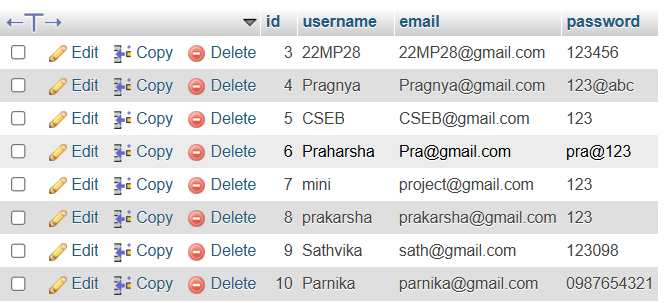 id username email password
Edit Copy Delete 3 22MP28 22MP28@gmail.com 123456
Edit Copy Delete 4 Pragnya Pragnya@gmail.com 123@abc
Edit Copy Delete 5 CSEB CSEB@gmail.com 123
Edit Copy Delete 6 Praharsha Pra@gmail.com pra@123
Edit Copy Delete 7 mini project@gmail.com 123
Edit Copy Delete 8 prakarsha prakarsha@gmail.com 123
Edit Copy Delete 9 Sathvika sath@gmail.com 123098
Edit Copy Delete 10 Parnika parnika@gmail.com 0987654321